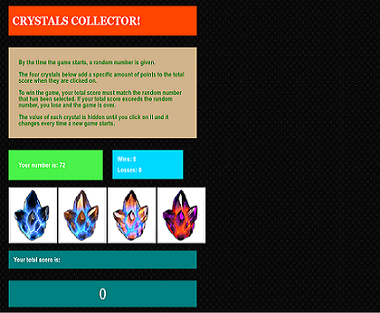 CRYSTALS COLLECTOR!
By the time the game starts, a random number is given.
The four crystals below add a specific amount of points to the total
score when they are clicked on.
To win the game, your total score must match the random number
that has been selected. If your total score exceeds the random
number, you lose and the game is over.
The value of each crystal is hidden until you click on it and it
changes every time a new game starts.
Your number is: 72
Wins: 0
Losses: 0
Your total score is:
0